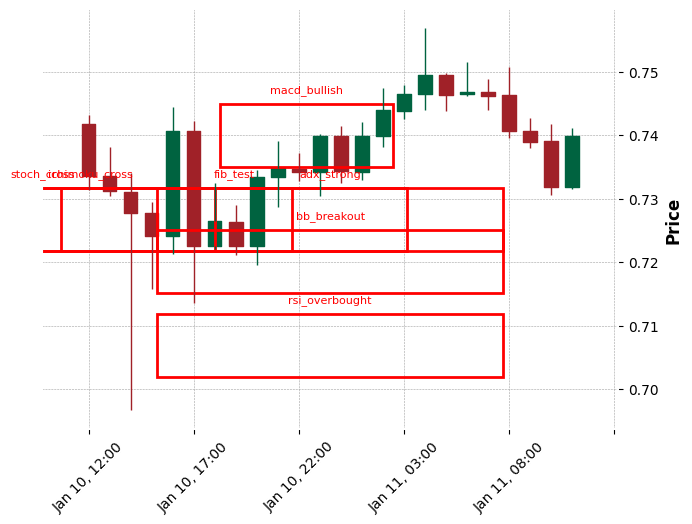 macd_bullish
0.75
0.74
stoch_cross
ichimoku_cross
fib_test
adx_strong
0.73
bb_breakout
0.72
rsi_overbought
0.71
0.70
Price
Jan 10, 12:00
Jan 10, 17:00
Jan 10, 22:00
Jan 11, 03:00
Jan 11, 08:00